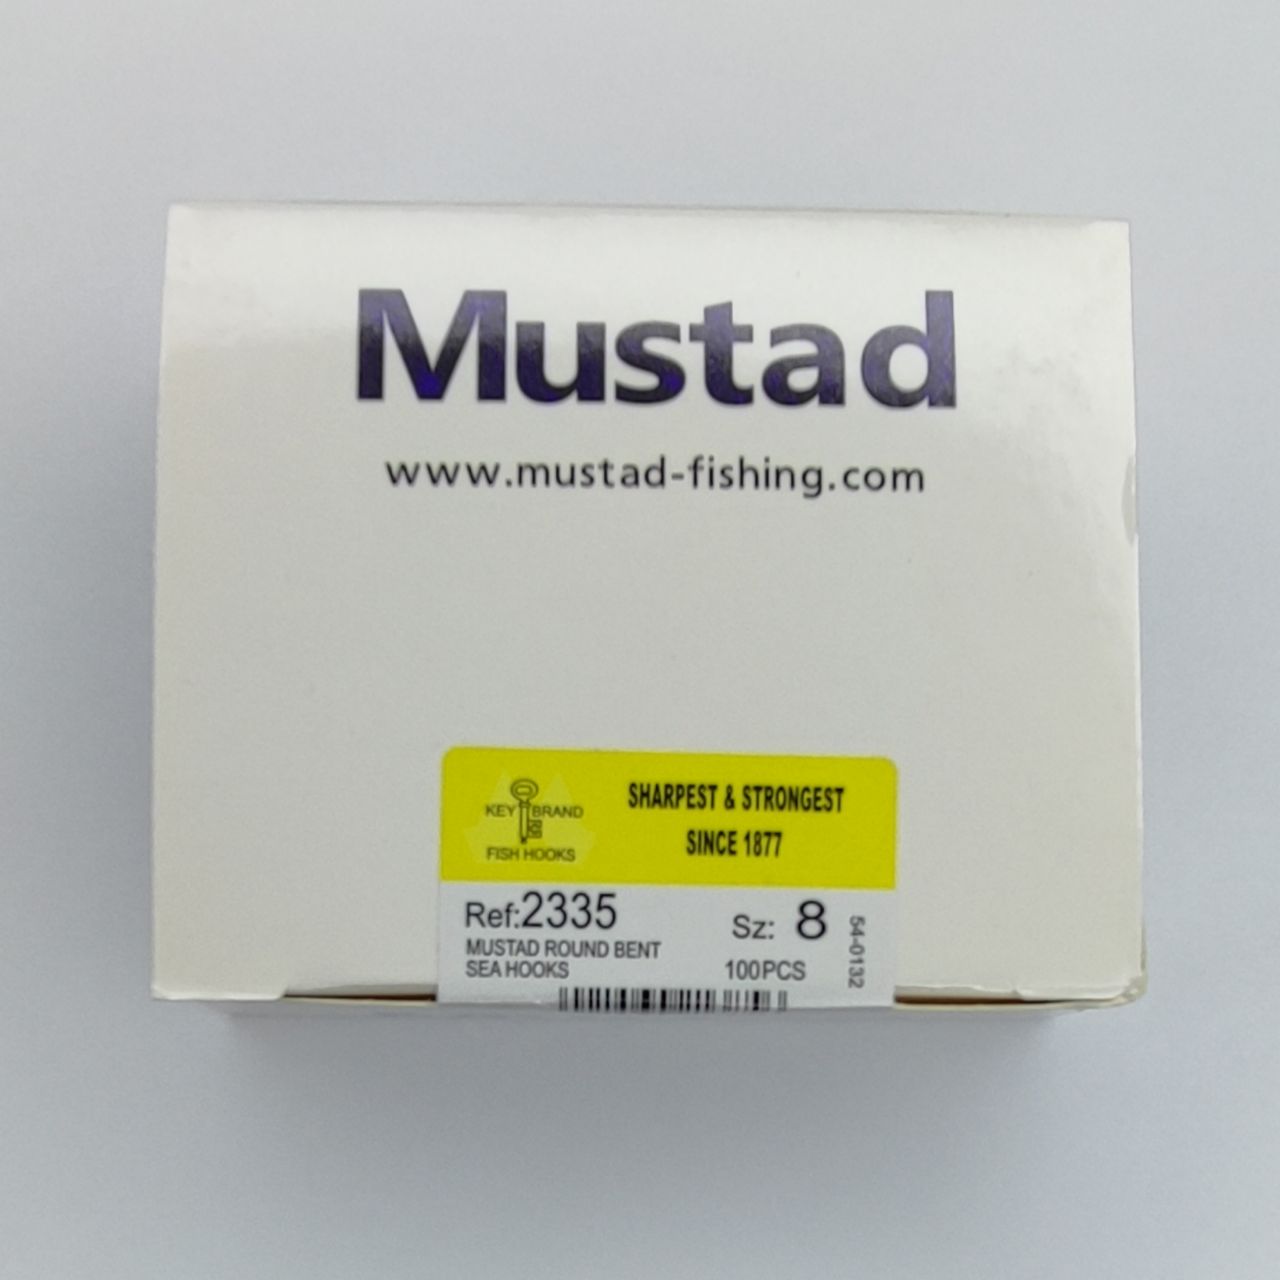 Mustad
www.mustad-fishing.com
KEY BRAND
FISH HOOKS
SHARPEST & STRONGEST
SINCE 1877
Ref:2335
Sz: 8
MUSTAD ROUND BENT
SEA HOOKS
100PCS
54-0132